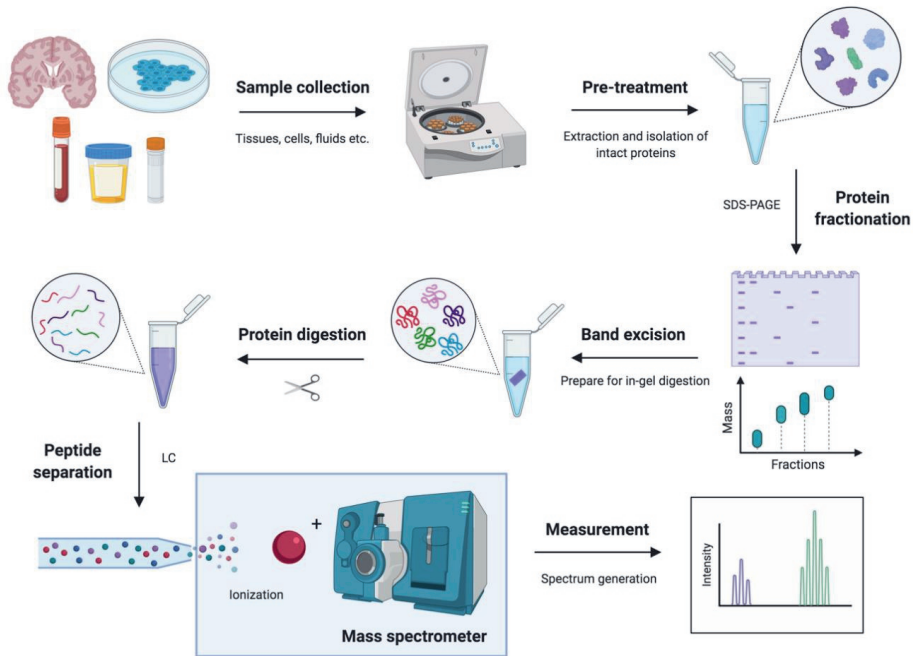 Sample collection
Tissues, cells, fluids etc.
Pre-treatment
Extraction and isolation of
intact proteins
SDS-PAGE
Protein
fractionation
Band excision
Prepare for in-gel digestion
Protein digestion
Mass
Fractions
Peptide
separation
LC
+
Ionization
Mass spectrometer
Measurement
Spectrum generation
Intensity